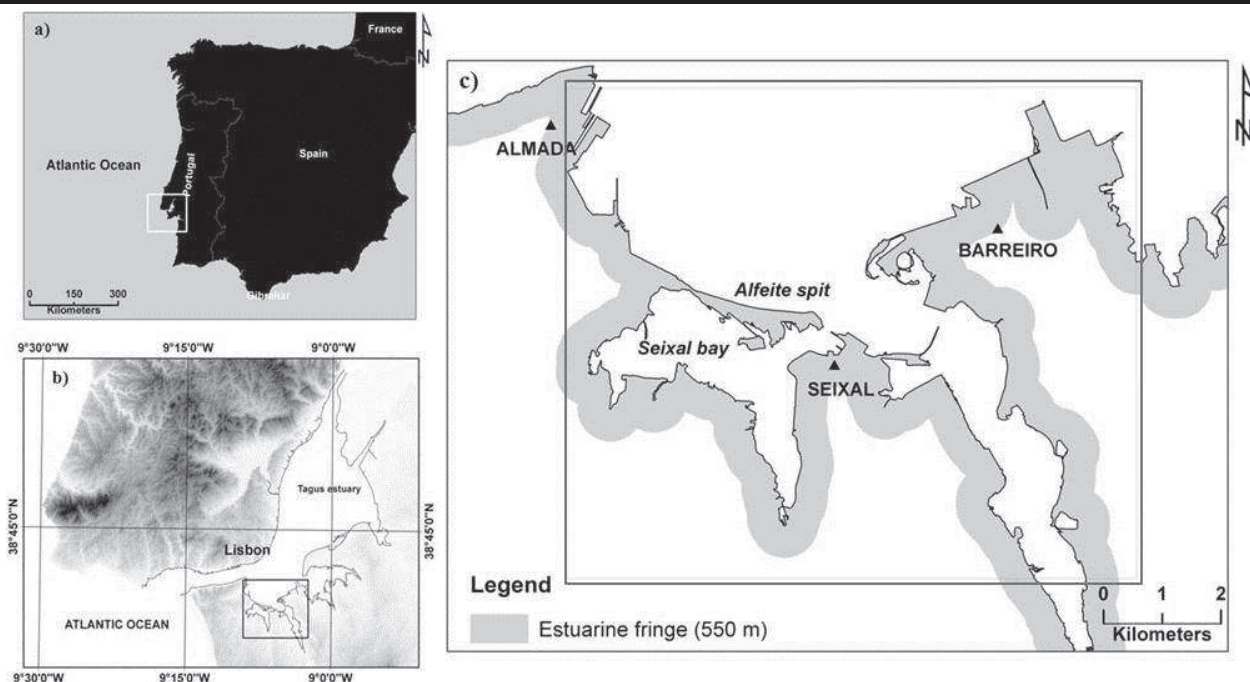 a)
France
N
Atlantic Ocean
Portugal
Spain
Gibraltar
0 150 300
Kilometers
9°30'0"W 9°15'0"W 9°0'0"W
b)
38°45'0"N
38°45'0"N
Tagus estuary
Lisbon
ATLANTIC OCEAN
9°30'0"W 9°15'0"W 9°0'0"W
c)
N
ALMADA
BARREIRO
Alfeite spit
Seixal bay
SEIXAL
Legend
Estuarine fringe (550 m)
0 1 2
Kilometers